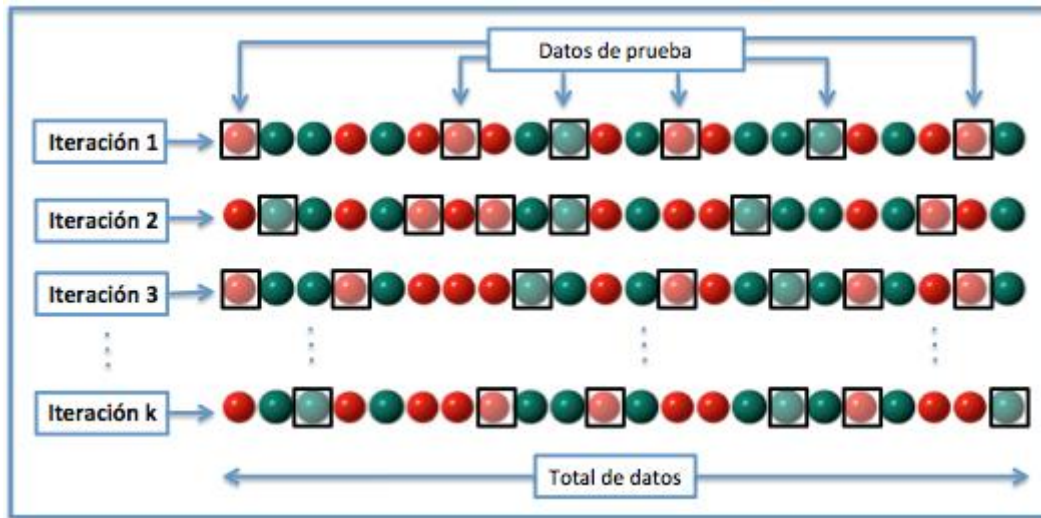 Datos de prueba
Iteración 1
Iteración 2
Iteración 3
Iteración k
Total de datos